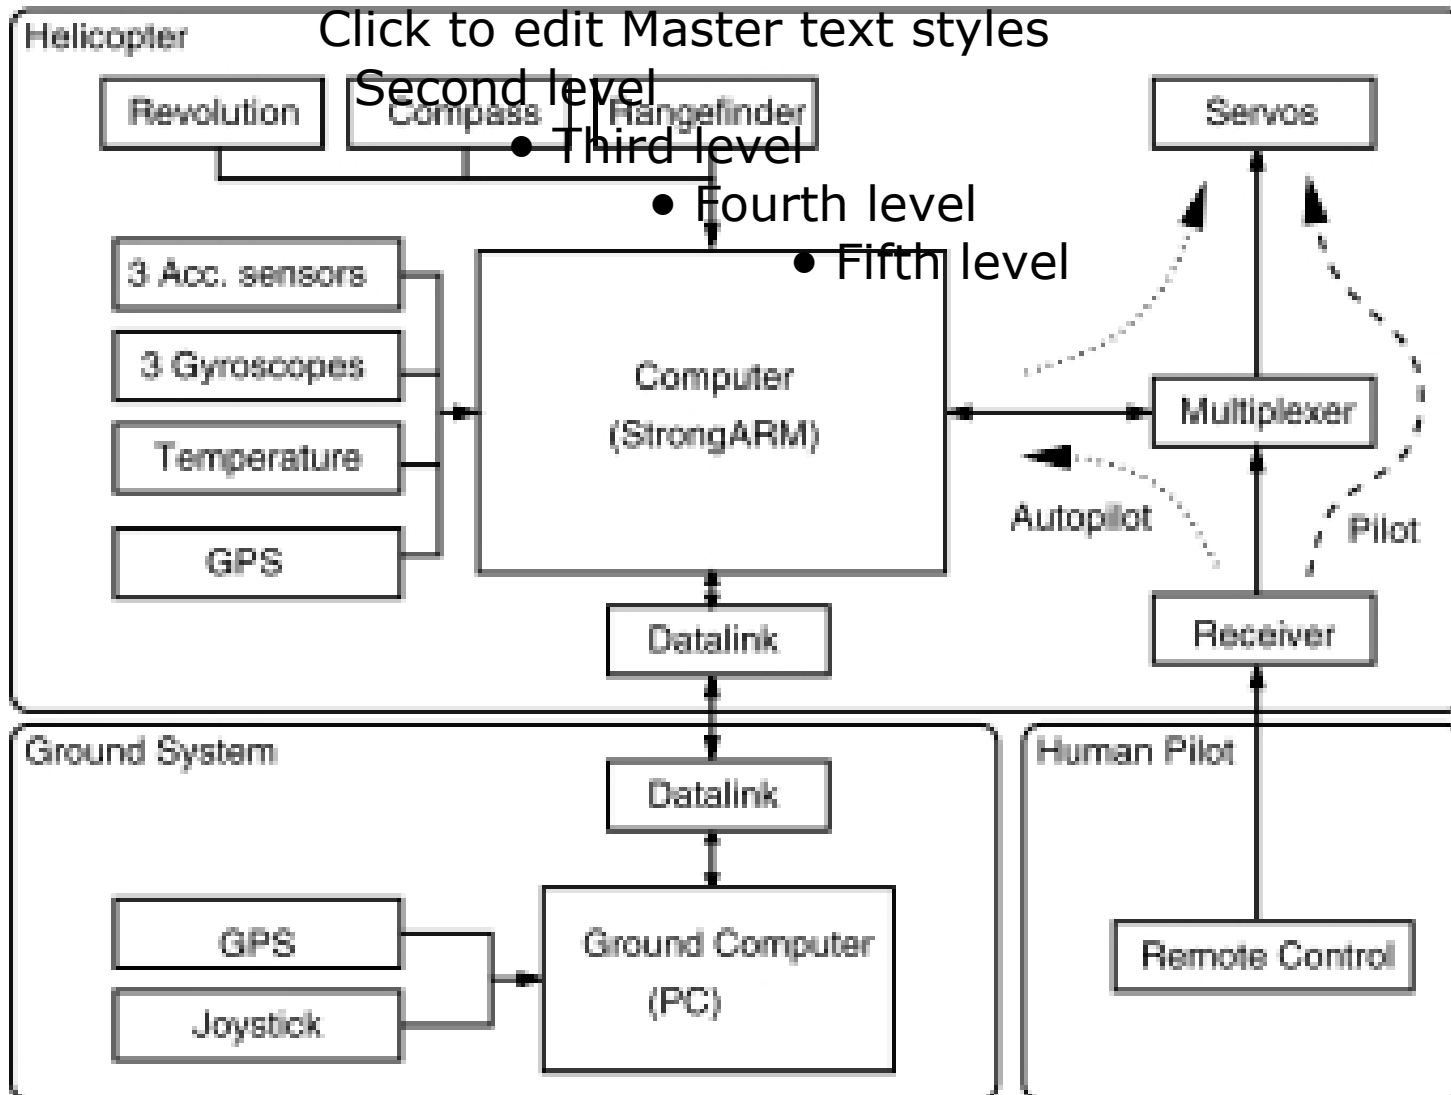 Helicopter
Click to edit Master text styles
Second level
Revolution
Compass
Rangefinder
Servos
• Third level
• Fourth level
• Fifth level
3 Acc. sensors
3 Gyroscopes
Temperature
GPS
Computer
(StrongARM)
Multiplexer
Autopilot
Pilot
Datalink
Receiver
Ground System
Human Pilot
Datalink
GPS
Joystick
Ground Computer
(PC)
Remote Control